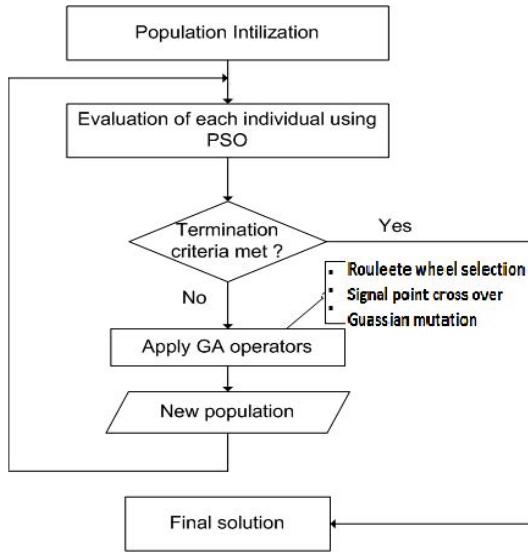 Population Intilization
Evaluation of each individual using
PSO
Termination
criteria met ?
Yes
Rouleete wheel selection
Signal point cross over
Guassian mutation
No
Apply GA operators
New population
Final solution